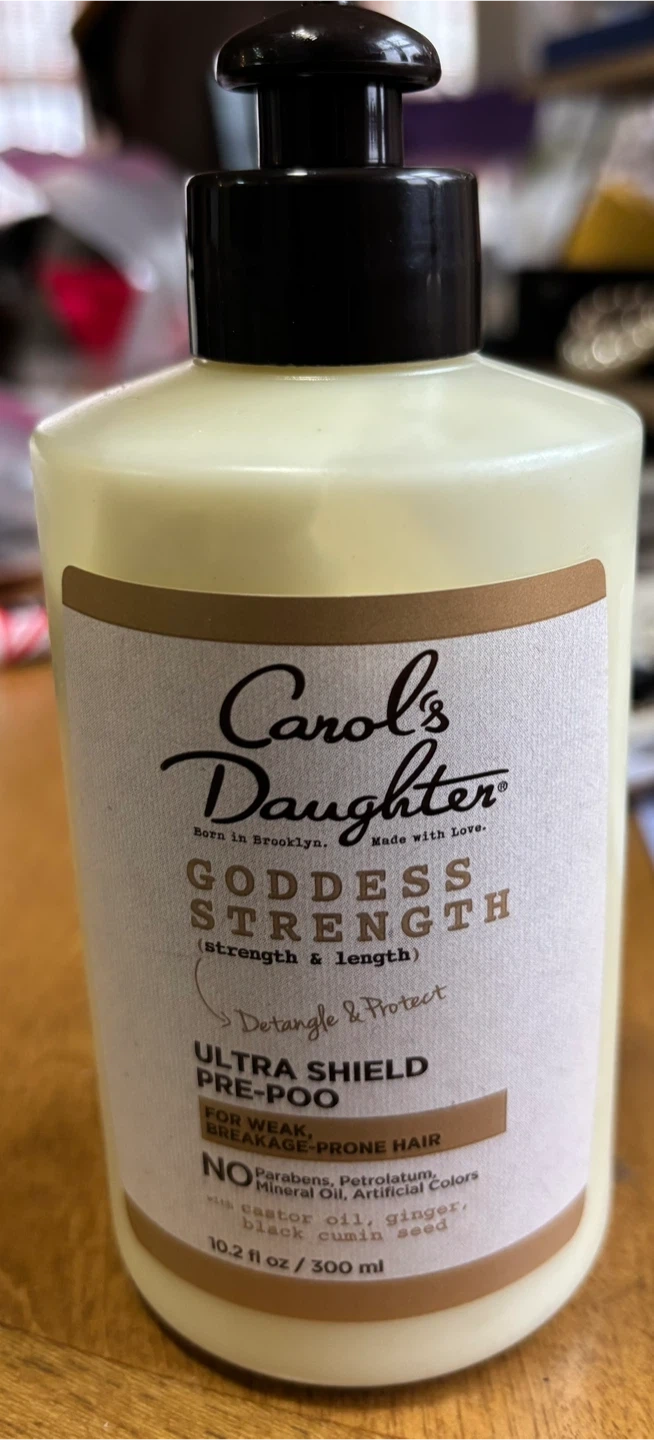 Carol's
Daughter®
Born in Brooklyn. Made with Love.
GODDESS
STRENGTH
(strength & length)
Detangle & Protect
ULTRA SHIELD
PRE-POO
FOR WEAK,
BREAKAGE-PRONE HAIR
NO Parabens, Petrolatum,
Mineral Oil, Artificial Colors
with castor oil, ginger,
black cumin seed
10.2 fl oz / 300 ml